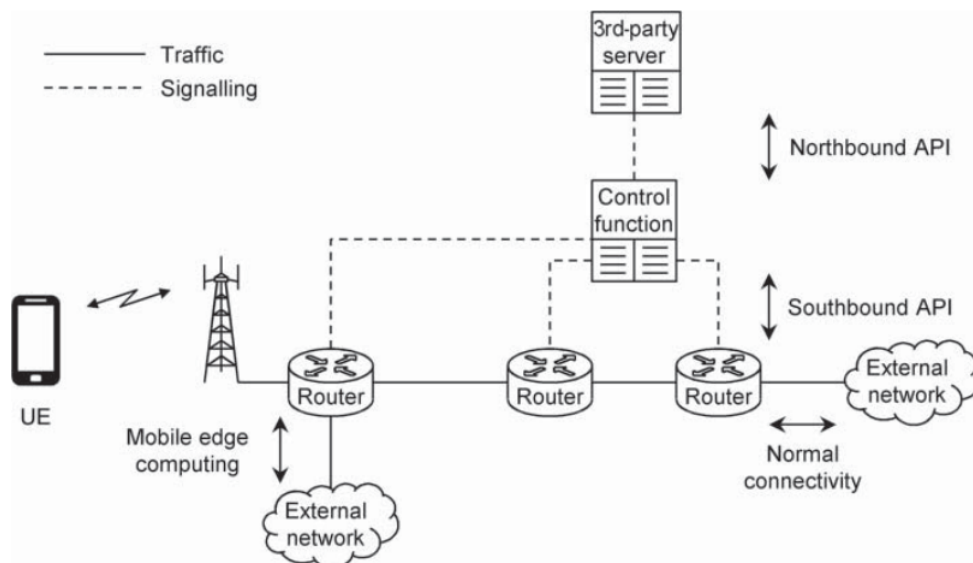 Traffic
Signalling
3rd-party
server
Northbound API
Control
function
Southbound API
UE
Router
Router
Router
External
network
Mobile edge
computing
Normal
connectivity
External
network